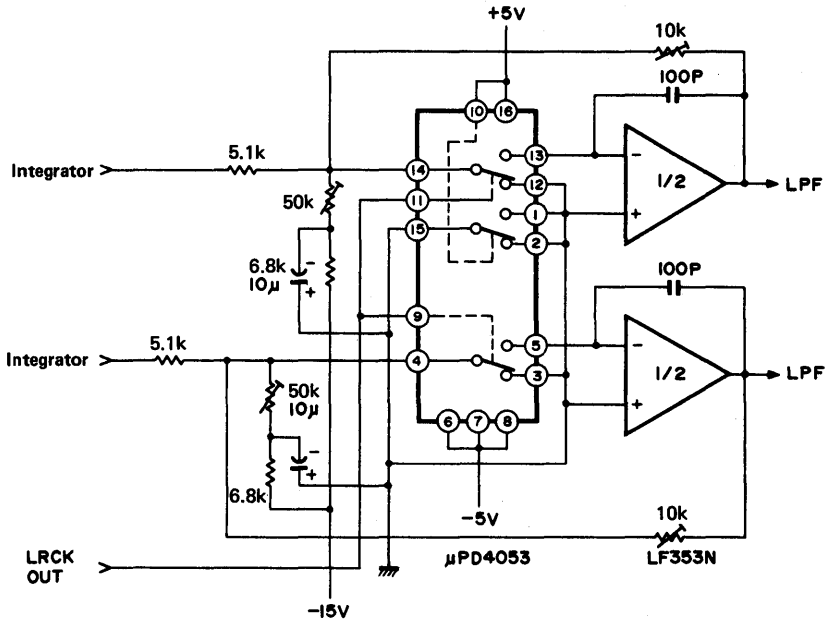 +5V
10k
100P
10
16
5.1k
13
−
Integrator
14
12
1/2
LPF
50k
11
1
+
15
2
6.8k
10μ
−
+
100P
9
5.1k
5
−
Integrator
4
3
1/2
LPF
50k
10μ
+
−
+
6
7
8
6.8k
−5V
10k
μPD4053
LF353N
LRCK
OUT
−15V